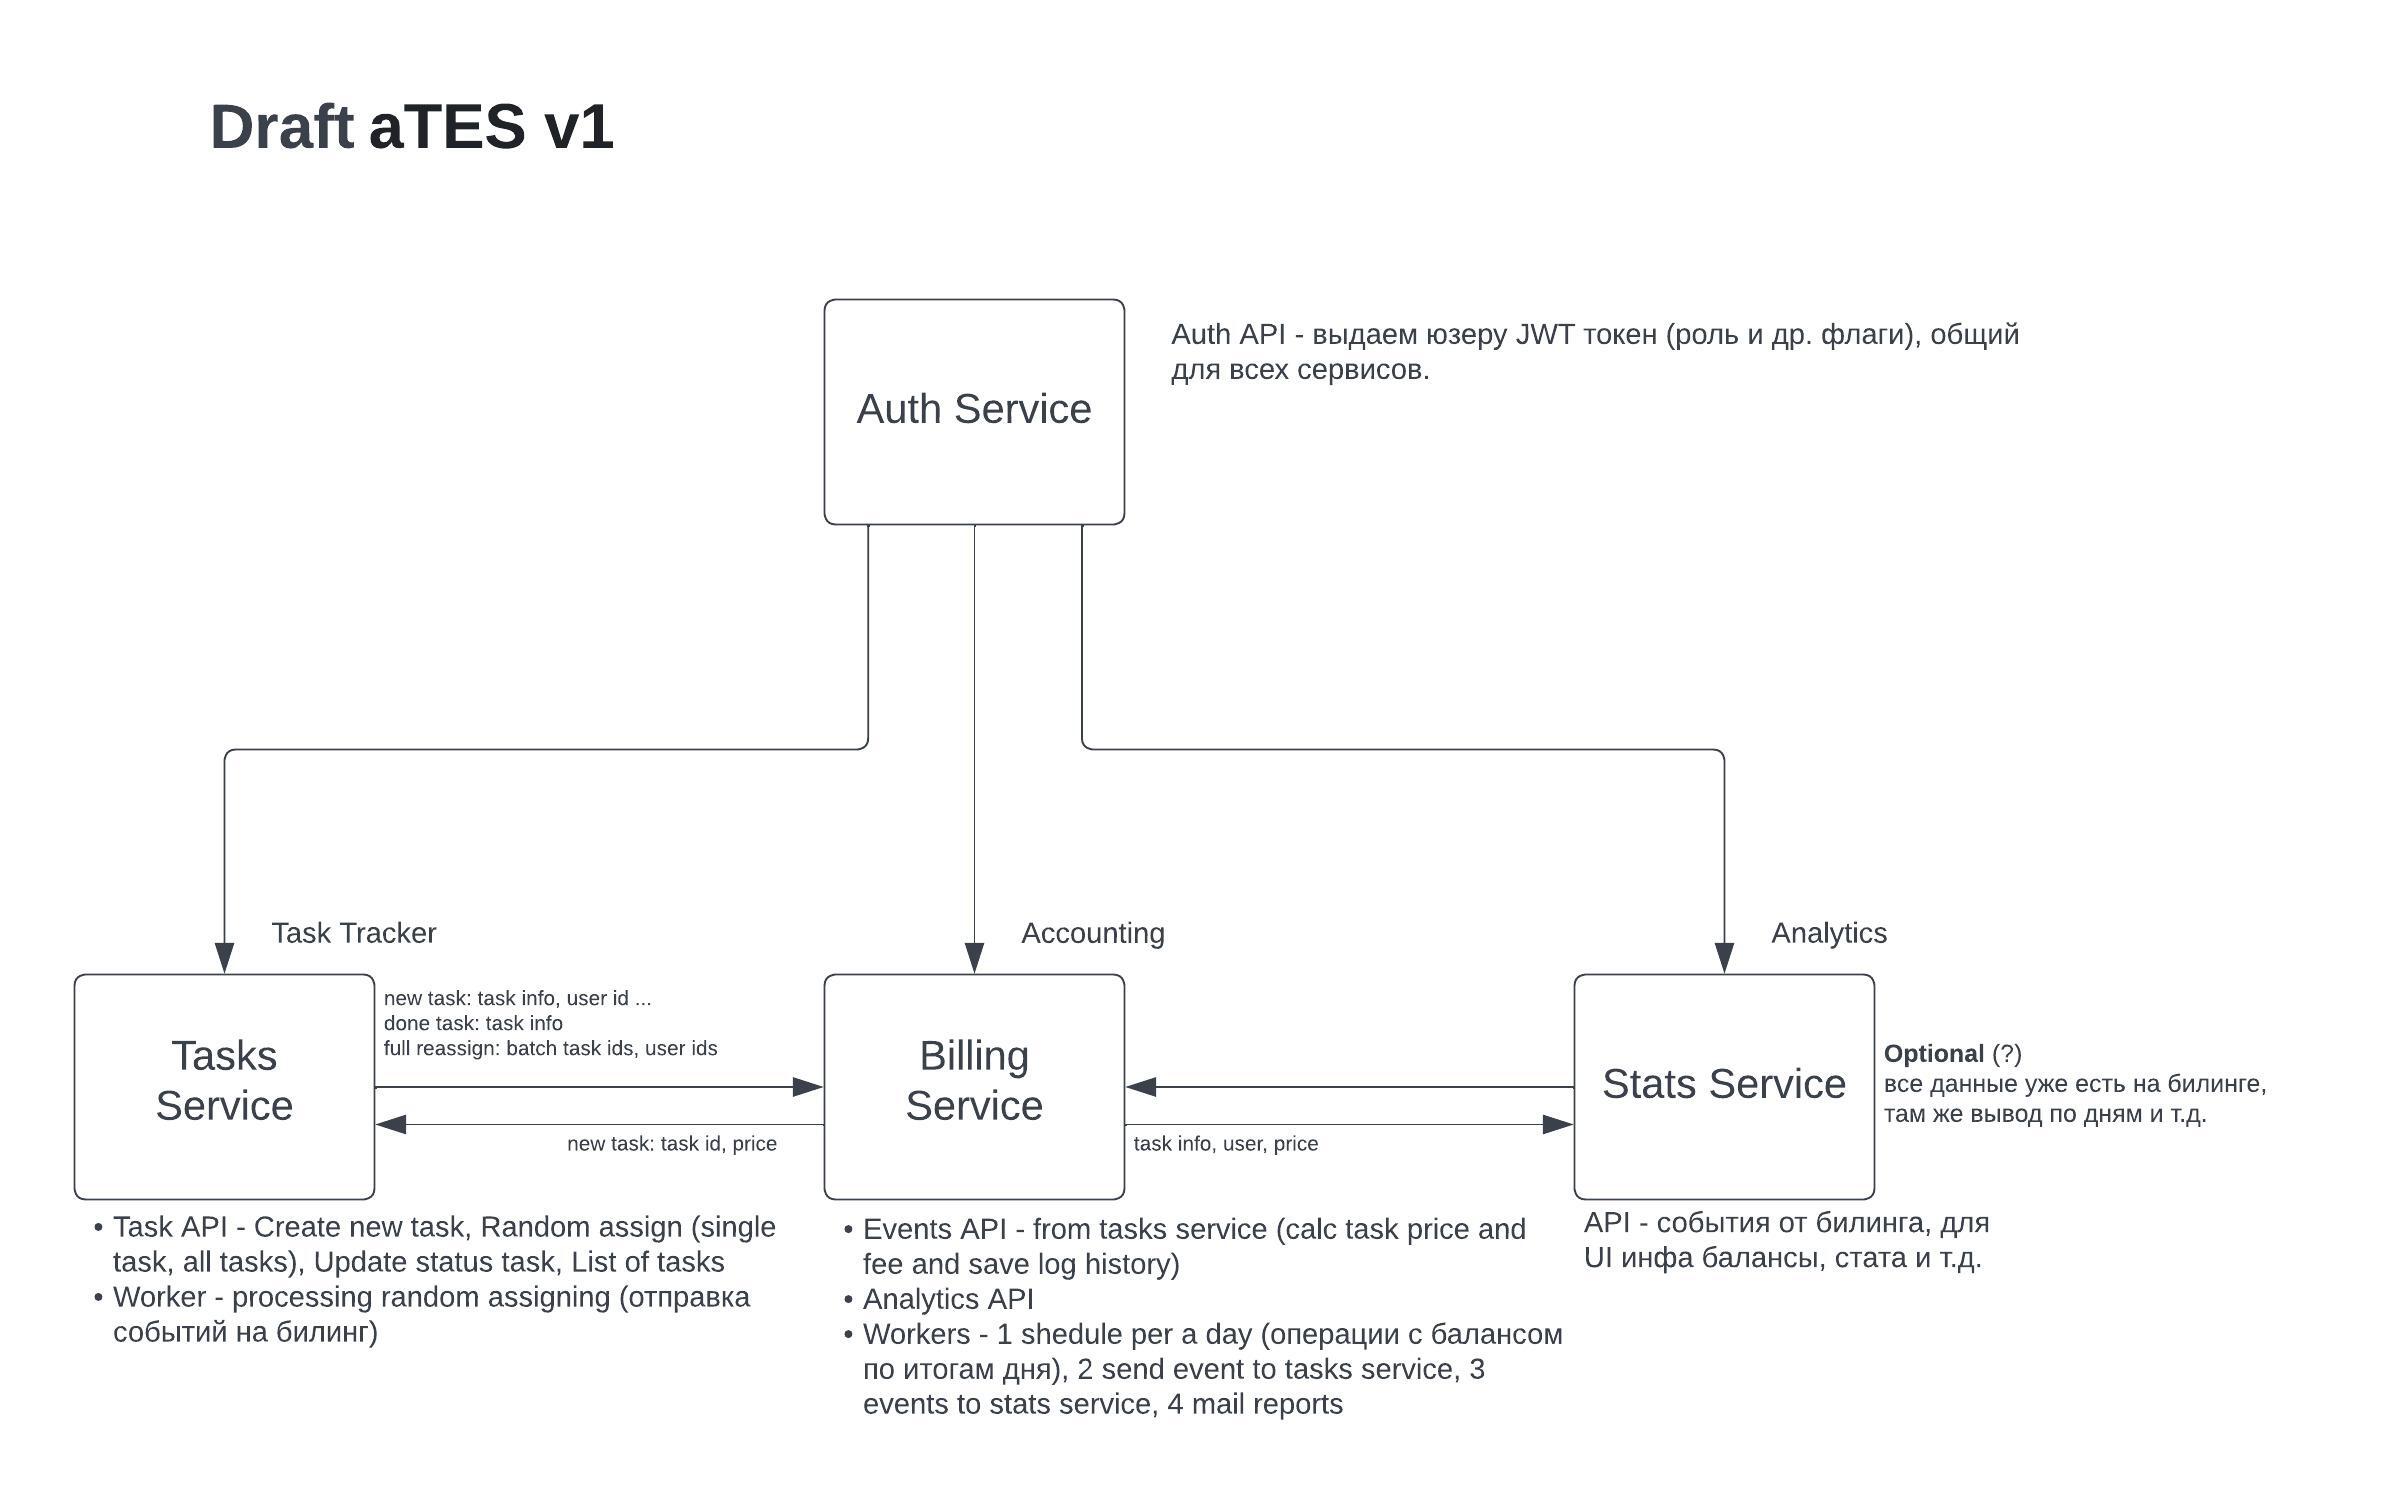 Draft aTES v1
Auth Service
Auth API - выдаем юзеру JWT токен (роль и др. флаги), общий
для всех сервисов.
Task Tracker
Accounting
Analytics
Tasks
Service
new task: task info, user id ...
done task: task info
full reassign: batch task ids, user ids
new task: task id, price
Billing
Service
task info, user, price
Stats Service
Optional (?)
все данные уже есть на билинге,
там же вывод по дням и т.д.
• Task API - Create new task, Random assign (single
task, all tasks), Update status task, List of tasks
• Worker - processing random assigning (отправка
событий на билинг)
• Events API - from tasks service (calc task price and
fee and save log history)
• Analytics API
• Workers - 1 shedule per a day (операции с балансом
по итогам дня), 2 send event to tasks service, 3
events to stats service, 4 mail reports
API - события от билинга, для
UI инфа балансы, стата и т.д.